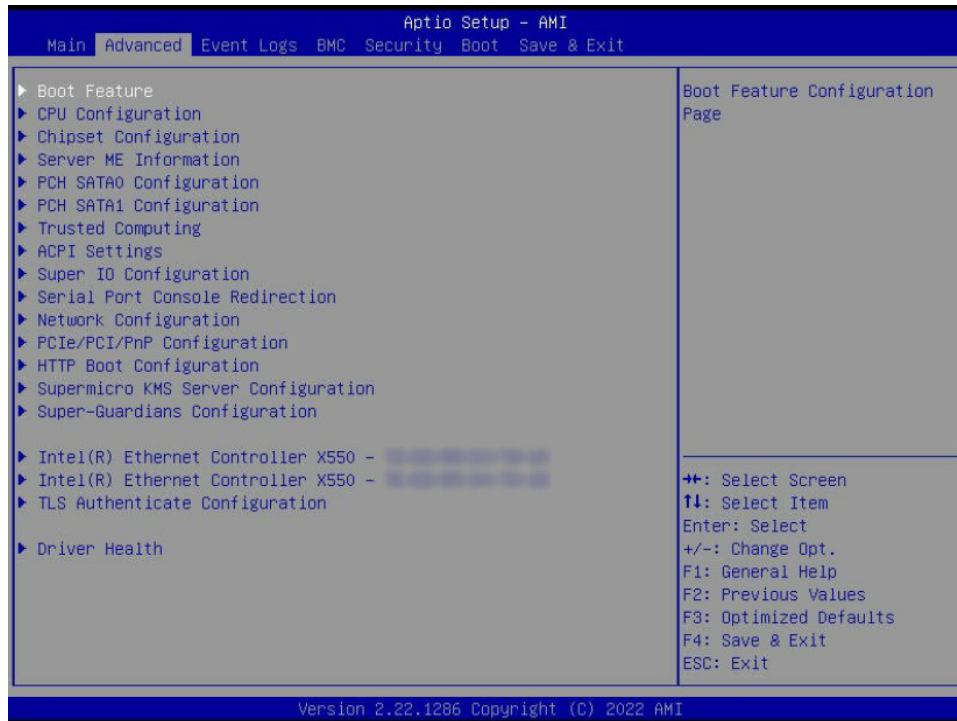 Aptio Setup – AMI
Main Advanced Event Logs BMC Security Boot Save & Exit
Boot Feature
CPU Configuration
Chipset Configuration
Server ME Information
PCH SATA0 Configuration
PCH SATA1 Configuration
Trusted Computing
ACPI Settings
Super IO Configuration
Serial Port Console Redirection
Network Configuration
PCIe/PCI/PnP Configuration
HTTP Boot Configuration
Supermicro KMS Server Configuration
Super-Guardians Configuration
Intel(R) Ethernet Controller X550 –
Intel(R) Ethernet Controller X550 –
TLS Authenticate Configuration
Driver Health
Boot Feature Configuration
Page
→←: Select Screen
↑↓: Select Item
Enter: Select
+/-: Change Opt.
F1: General Help
F2: Previous Values
F3: Optimized Defaults
F4: Save & Exit
ESC: Exit
Version 2.22.1286 Copyright (C) 2022 AMI